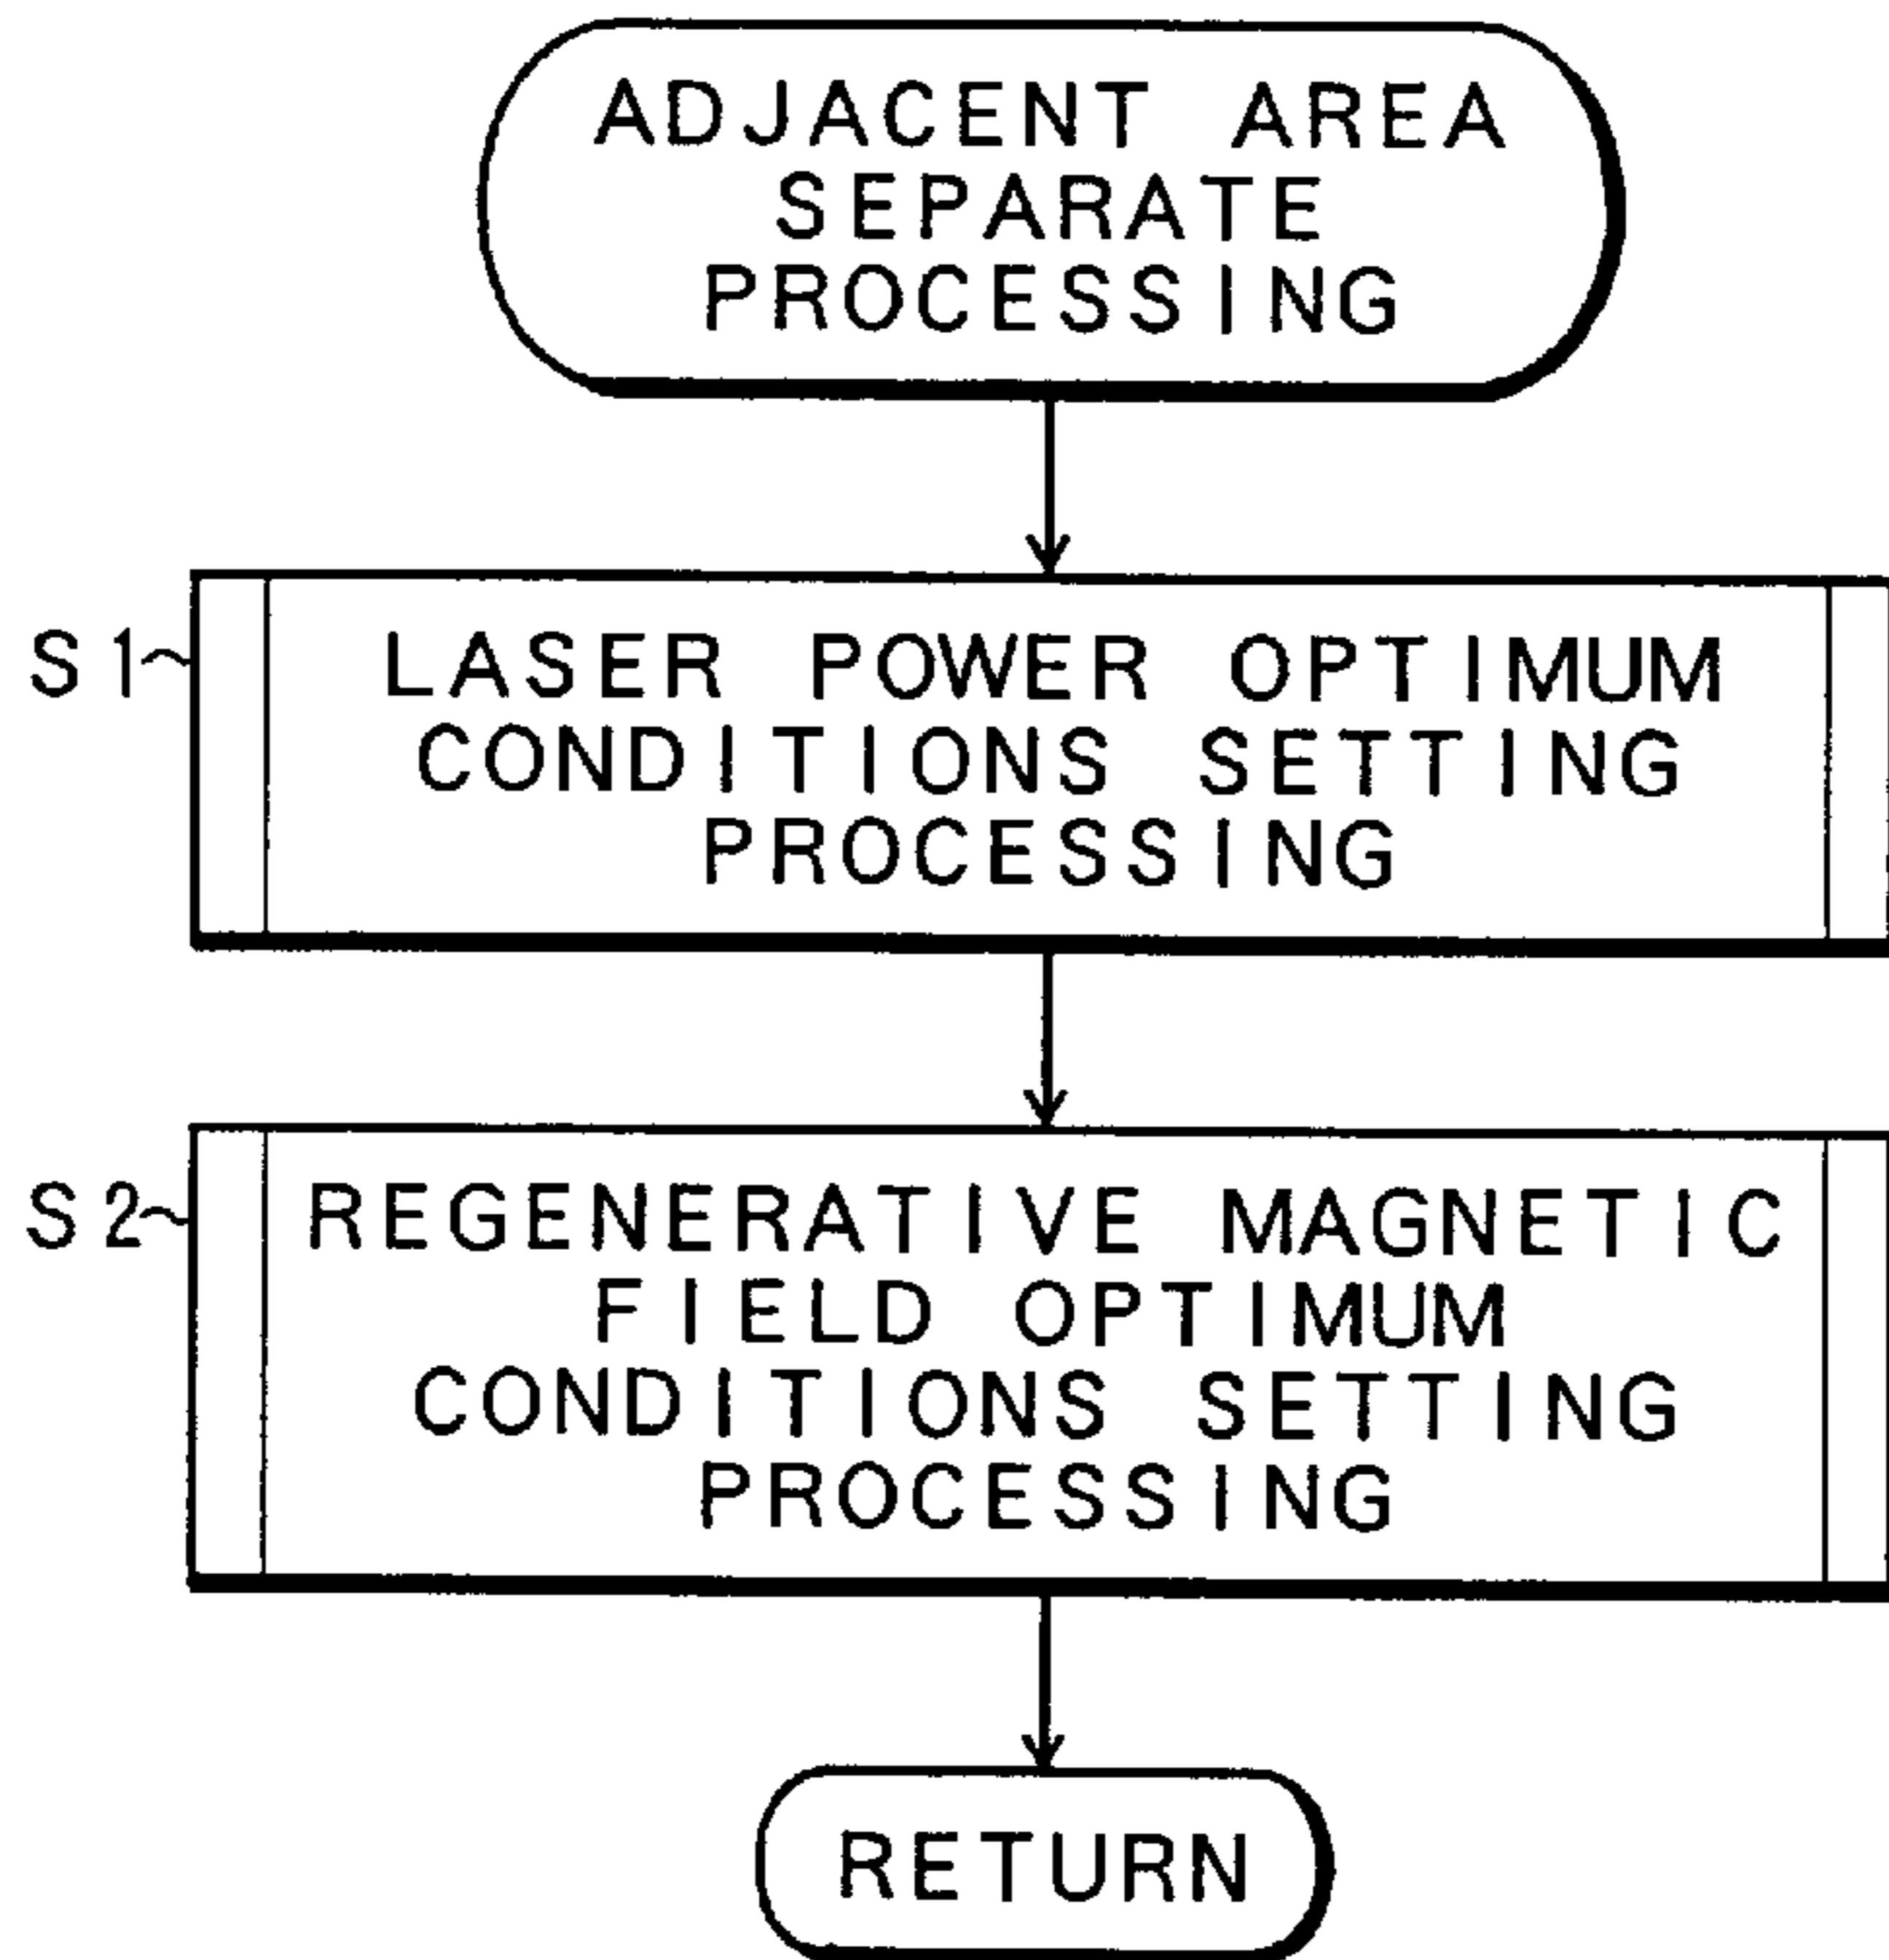 ADJACENT AREA
SEPARATE
PROCESSING
S1
LASER POWER OPTIMUM
CONDITIONS SETTING
PROCESSING
S2
REGENERATIVE MAGNETIC
FIELD OPTIMUM
CONDITIONS SETTING
PROCESSING
RETURN